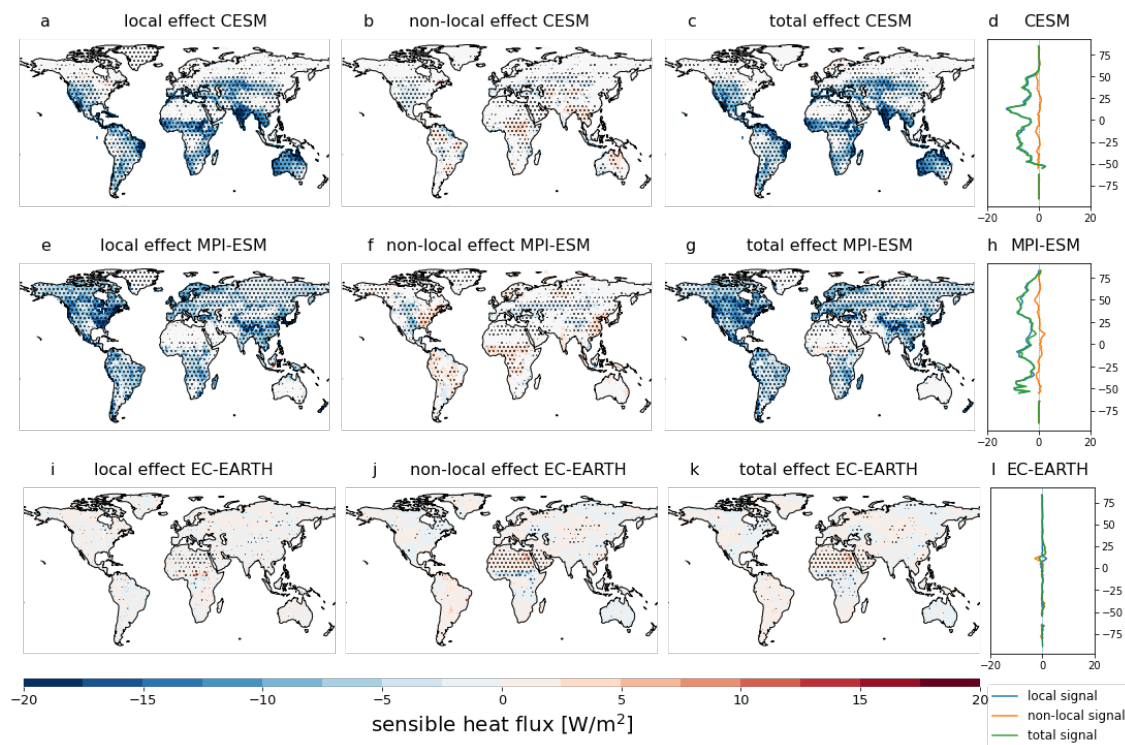 a local effect CESM
b non-local effect CESM
c total effect CESM
d CESM
75
50
25
0
−25
−50
−75
−20 0 20
e local effect MPI-ESM
f non-local effect MPI-ESM
g total effect MPI-ESM
h MPI-ESM
75
50
25
0
−25
−50
−75
−20 0 20
i local effect EC-EARTH
j non-local effect EC-EARTH
k total effect EC-EARTH
l EC-EARTH
75
50
25
0
−25
−50
−75
−20 0 20
−20 −15 −10 −5 0 5 10 15 20
sensible heat flux [W/m²]
local signal
non-local signal
total signal